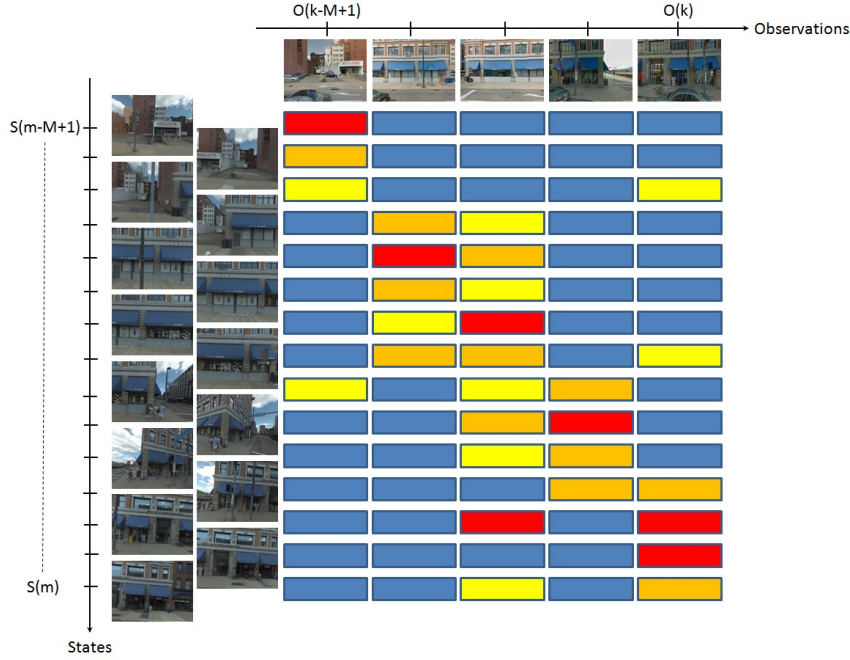 O(k-M+1)
O(k)
Observations
S(m-M+1)
S(m)
States